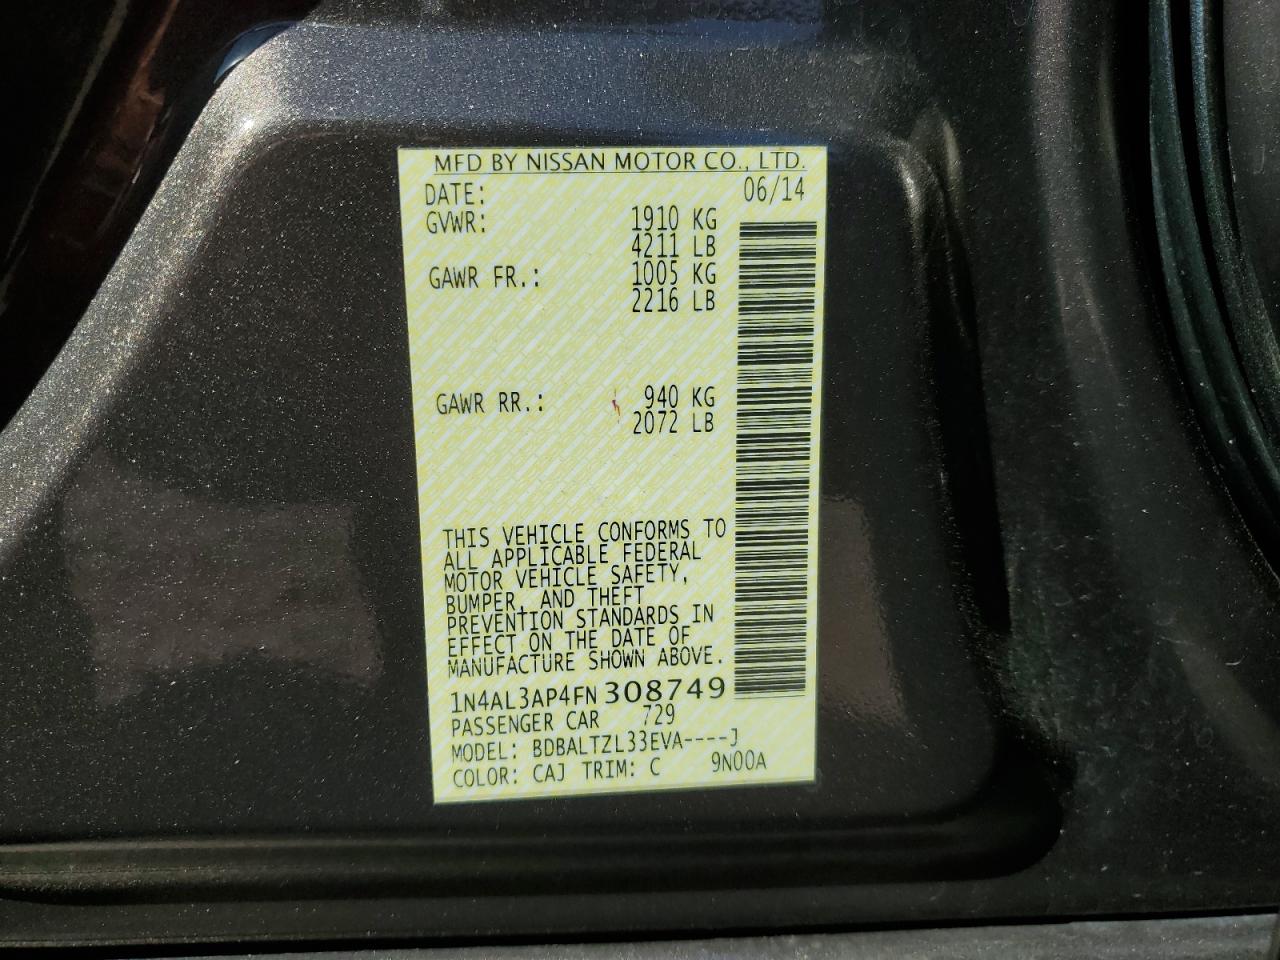 MFD BY NISSAN MOTOR CO., LTD.
DATE: 06/14
GVWR: 1910 KG
4211 LB
GAWR FR.: 1005 KG
2216 LB
GAWR RR.: 940 KG
2072 LB
THIS VEHICLE CONFORMS TO
ALL APPLICABLE FEDERAL
MOTOR VEHICLE SAFETY,
BUMPER, AND THEFT
PREVENTION STANDARDS IN
EFFECT ON THE DATE OF
MANUFACTURE SHOWN ABOVE.
1N4AL3AP4FN308749
PASSENGER CAR 729
MODEL: BDBALTZL33EVA----J
COLOR: CAJ TRIM: C 9N00A